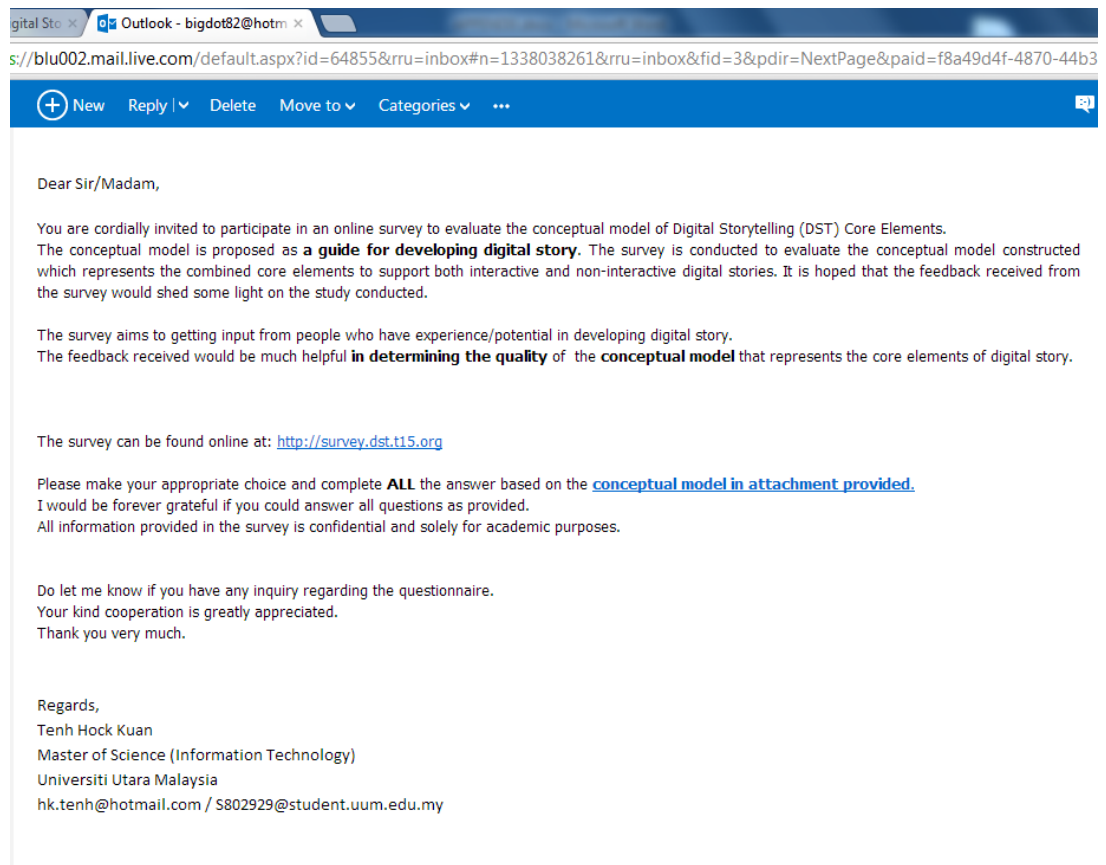 gital Sto ×
Outlook - bigdot82@hotm ×
s://blu002.mail.live.com/default.aspx?id=64855&rru=inbox#n=1338038261&rru=inbox&fid=3&pdir=NextPage&paid=f8a49d4f-4870-44b3
New Reply Delete Move to Categories •••
Dear Sir/Madam,
You are cordially invited to participate in an online survey to evaluate the conceptual model of Digital Storytelling (DST) Core Elements.
The conceptual model is proposed as a guide for developing digital story. The survey is conducted to evaluate the conceptual model constructed
which represents the combined core elements to support both interactive and non-interactive digital stories. It is hoped that the feedback received from
the survey would shed some light on the study conducted.
The survey aims to getting input from people who have experience/potential in developing digital story.
The feedback received would be much helpful in determining the quality of the conceptual model that represents the core elements of digital story.
The survey can be found online at: http://survey.dst.t15.org
Please make your appropriate choice and complete ALL the answer based on the conceptual model in attachment provided.
I would be forever grateful if you could answer all questions as provided.
All information provided in the survey is confidential and solely for academic purposes.
Do let me know if you have any inquiry regarding the questionnaire.
Your kind cooperation is greatly appreciated.
Thank you very much.
Regards,
Tenh Hock Kuan
Master of Science (Information Technology)
Universiti Utara Malaysia
hk.tenh@hotmail.com / S802929@student.uum.edu.my